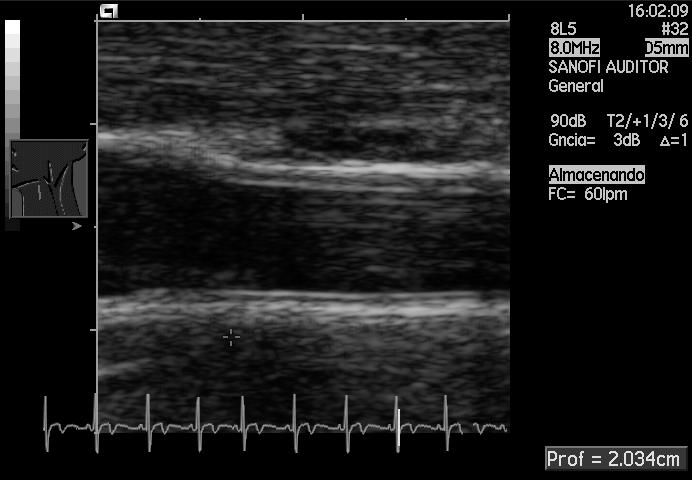 16:02:09
8L5 #32
8.0MHz D5mm
SANOFI AUDITOR
General
90dB T2/+1/3/ 6
Gncia= 3dB Δ=1
Almacenando
FC= 60lpm
Prof = 2.034cm